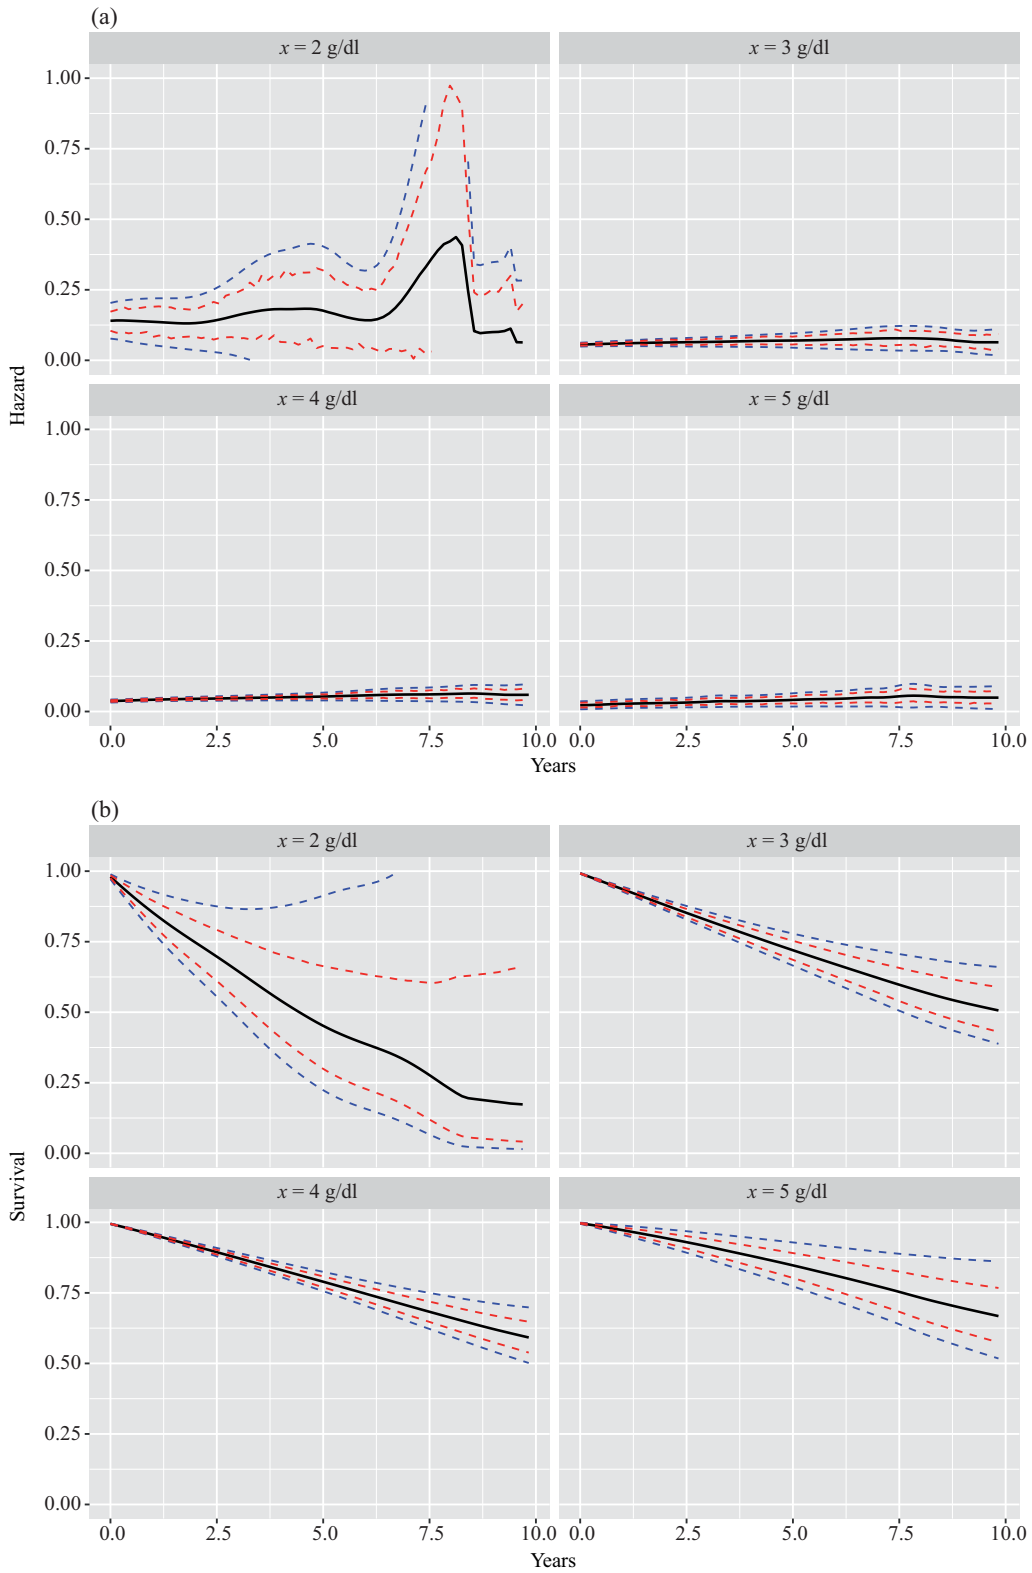 (a)
x = 2 g/dl
x = 3 g/dl
1.00
0.75
0.50
0.25
0.00
Hazard
x = 4 g/dl
x = 5 g/dl
1.00
0.75
0.50
0.25
0.00
0.0 2.5 5.0 7.5 10.0 0.0 2.5 5.0 7.5 10.0
Years
(b)
x = 2 g/dl
x = 3 g/dl
1.00
0.75
0.50
0.25
0.00
Survival
x = 4 g/dl
x = 5 g/dl
1.00
0.75
0.50
0.25
0.00
0.0 2.5 5.0 7.5 10.0 0.0 2.5 5.0 7.5 10.0
Years